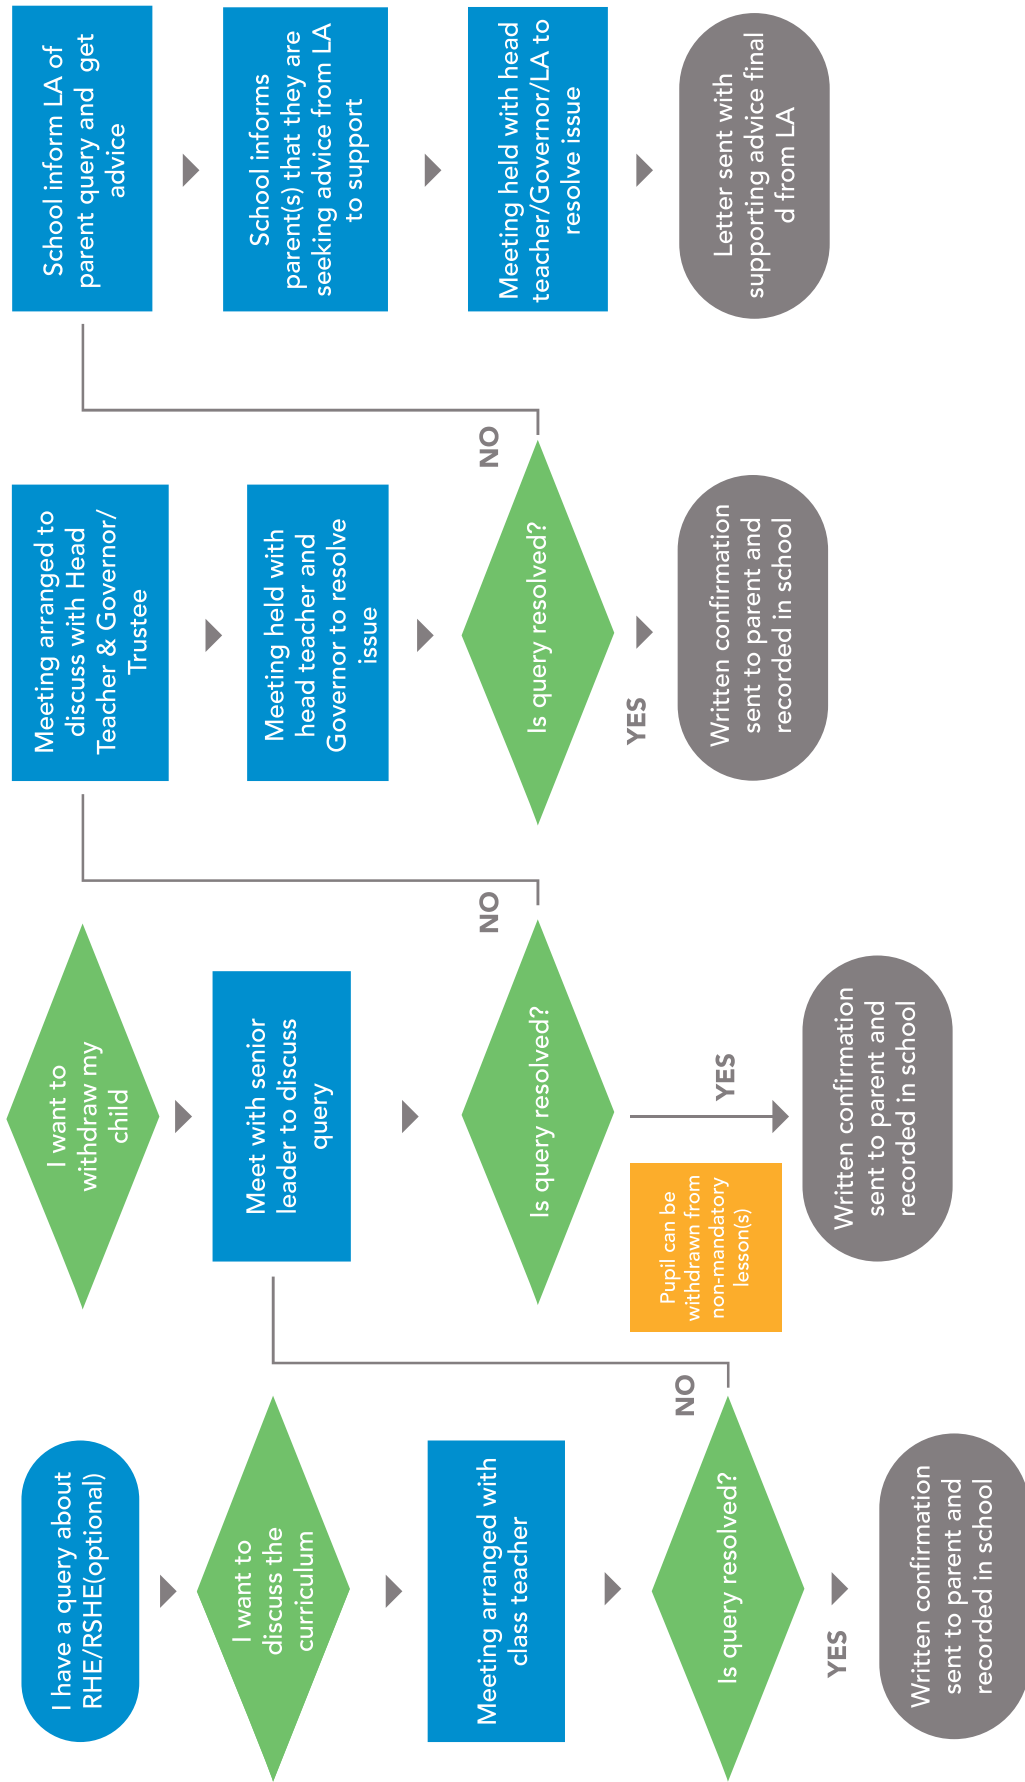 I have a query about
RHE/RSHE(optional)
I want to
discuss the
curriculum
Meeting arranged with
class teacher
Is query resolved?
NO
YES
Written confirmation
sent to parent and
recorded in school
I want to
withdraw my
child
Meet with senior
leader to discuss
query
Is query resolved?
NO
YES
Pupil can be
withdrawn from
non-mandatory
lesson(s)
Written confirmation
sent to parent and
recorded in school
Meeting arranged to
discuss with Head
Teacher & Governor/
Trustee
Meeting held with
head teacher and
Governor to resolve
issue
Is query resolved?
NO
YES
Written confirmation
sent to parent and
recorded in school
School inform LA of
parent query and get
advice
School informs
parent(s) that they are
seeking advice from LA
to support
Meeting held with head
teacher/Governor/LA to
resolve issue
Letter sent with
supporting advice final
d from LA